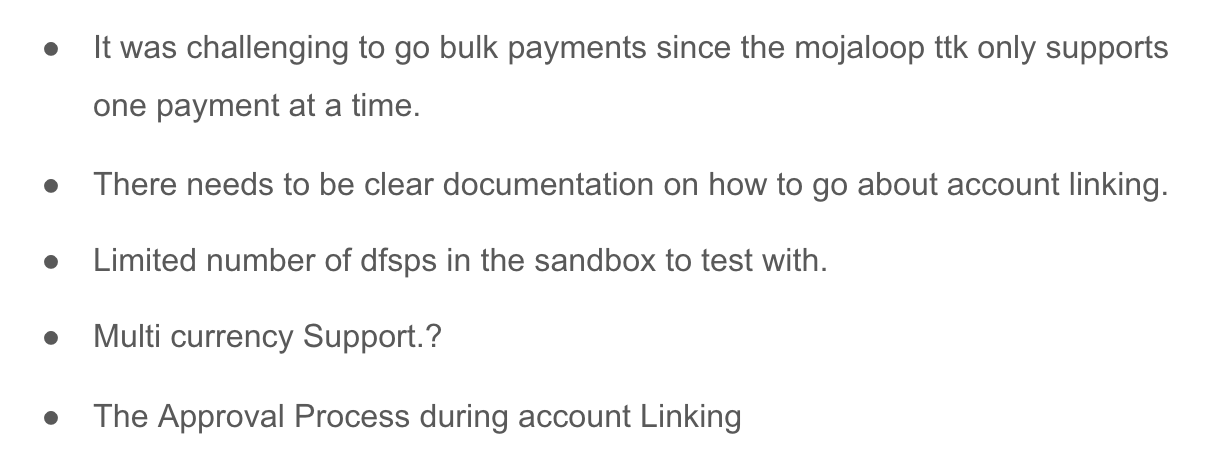 ● It was challenging to go bulk payments since the mojaloop ttk only supports
one payment at a time.
● There needs to be clear documentation on how to go about account linking.
● Limited number of dfsps in the sandbox to test with.
● Multi currency Support.?
● The Approval Process during account Linking